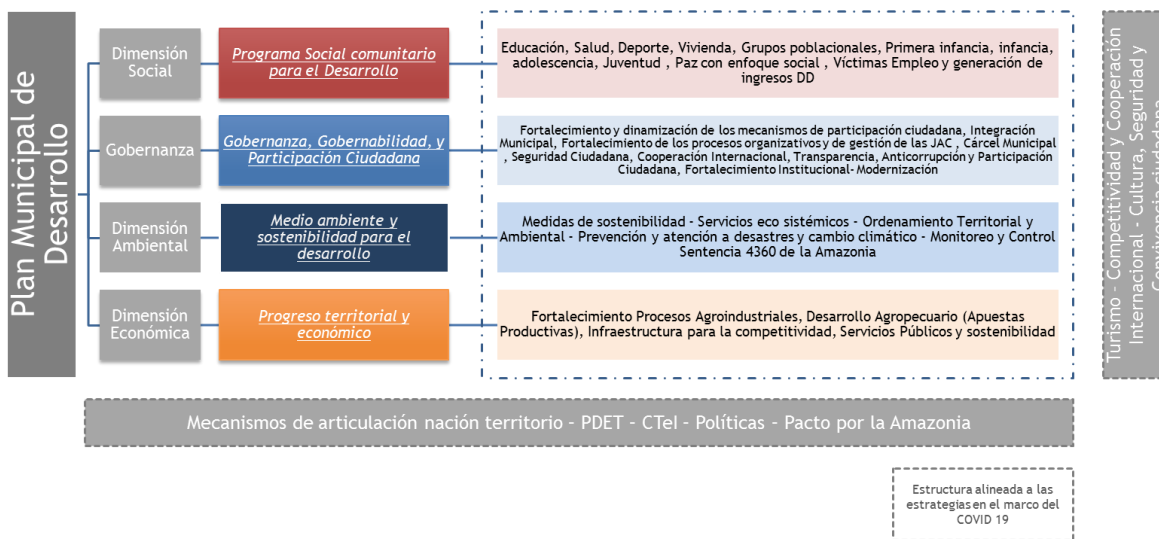 Plan Municipal de
Desarrollo
Dimensión
Social
Programa Social comunitario
para el Desarrollo
Educación, Salud, Deporte, Vivienda, Grupos poblacionales, Primera infancia, infancia,
adolescencia, Juventud , Paz con enfoque social , Víctimas Empleo y generación de
ingresos DD
Gobernanza
Gobernanza, Gobernabilidad, y
Participación Ciudadana
Fortalecimiento y dinamización de los mecanismos de participación ciudadana, Integración
Municipal, Fortalecimiento de los procesos organizativos y de gestión de las JAC , Cárcel Municipal
, Seguridad Ciudadana, Cooperación Internacional, Transparencia, Anticorrupción y Participación
Ciudadana, Fortalecimiento Institucional- Modernización
Dimensión
Ambiental
Medio ambiente y
sostenibilidad para el
desarrollo
Medidas de sostenibilidad - Servicios eco sistémicos - Ordenamiento Territorial y
Ambiental - Prevención y atención a desastres y cambio climático - Monitoreo y Control
Sentencia 4360 de la Amazonia
Dimensión
Económica
Progreso territorial y
económico
Fortalecimiento Procesos Agroindustriales, Desarrollo Agropecuario (Apuestas
Productivas), Infraestructura para la competitividad, Servicios Públicos y sostenibilidad
Turismo - Competitividad y Cooperación
Internacional - Cultura, Seguridad y
Convivencia ciudadana
Mecanismos de articulación nación territorio - PDET - CTeI - Políticas - Pacto por la Amazonia
Estructura alineada a las
estrategias en el marco del
COVID 19